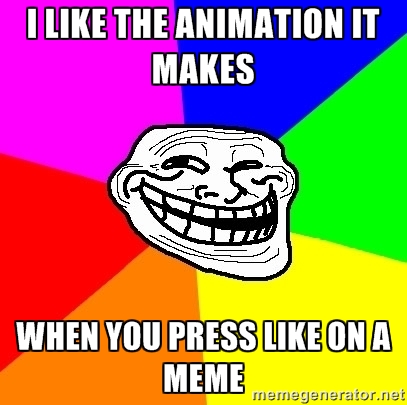 I LIKE THE ANIMATION IT
MAKES
WHEN YOU PRESS LIKE ON A
MEME
memegenerator.net